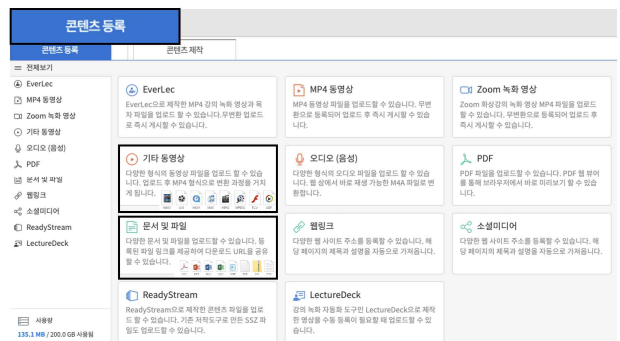 콘텐츠 등록
콘텐츠 등록
콘텐츠 제작
전체보기
EverLec
MP4 동영상
Zoom 녹화 영상
기타 동영상
오디오 (음성)
PDF
문서 및 파일
웹링크
소셜미디어
ReadyStream
LectureDeck
사용량
135.1 MB / 200.0 GB 사용됨
EverLec
EverLec으로 제작한 MP4 강의 녹화 영상과 목
차 파일을 업로드 할 수 있습니다.무변환 업로드
로 즉시 게시할 수 있습니다.
MP4 동영상
MP4 동영상 파일을 업로드할 수 있습니다. 무변
환으로 등록되어 업로드 후 즉시 게시할 수 있습
니다.
Zoom 녹화 영상
Zoom 화상강의 녹화 영상 MP4 파일을 업로드
할 수 있습니다. 무변환으로 등록되어 업로드 후
즉시 게시할 수 있습니다.
기타 동영상
다양한 형식의 동영상 파일을 업로드 할 수 있습
니다. 업로드 후 MP4 형식으로 변환 과정을 거치
게 됩니다.
오디오 (음성)
다양한 형식의 오디오 파일을 업로드 할 수 있습
니다. 웹 상에서 바로 재생 가능한 M4A 파일로 변
환합니다.
PDF
PDF 파일을 업로드할 수 있습니다. PDF 웹 뷰어
를 통해 브라우저에서 바로 미리보기 할 수 있습
니다.
문서 및 파일
다양한 문서 및 파일을 업로드할 수 있습니다. 등
록된 파일 링크를 제공하여 다운로드 URL을 공유
할 수 있습니다.
웹링크
다양한 웹 사이트 주소를 등록할 수 있습니다. 해
당 페이지의 제목과 설명을 자동으로 가져옵니다.
소셜미디어
다양한 웹 사이트 주소를 등록할 수 있습니다. 해
당 페이지의 제목과 설명을 자동으로 가져옵니다.
ReadyStream
ReadyStream으로 제작한 콘텐츠 파일을 업로
드 할 수 있습니다. 기존 저작도구로 만든 SSZ 파
일도 업로드할 수 있습니다.
LectureDeck
강의 녹화 자동화 도구인 LectureDeck으로 제작
한 영상을 수동 등록이 필요할 때 업로드할 수 있
습니다.